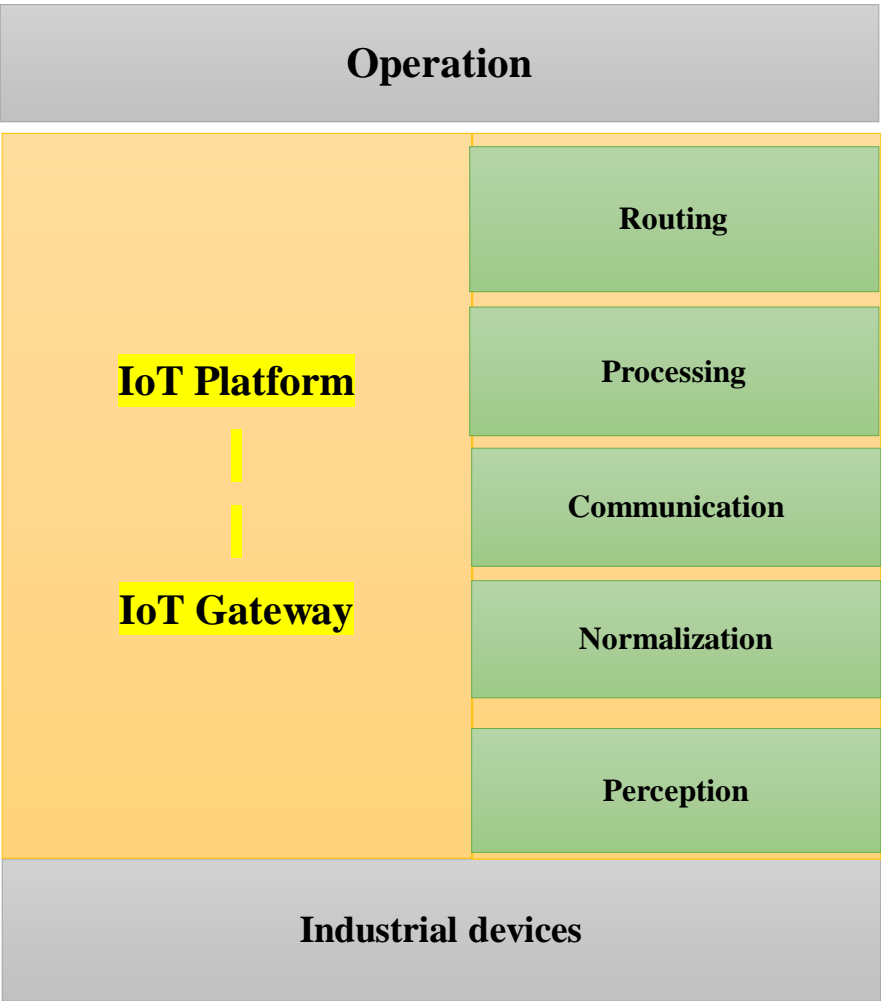 Operation
Routing
IoT Platform
Processing
Communication
IoT Gateway
Normalization
Perception
Industrial devices